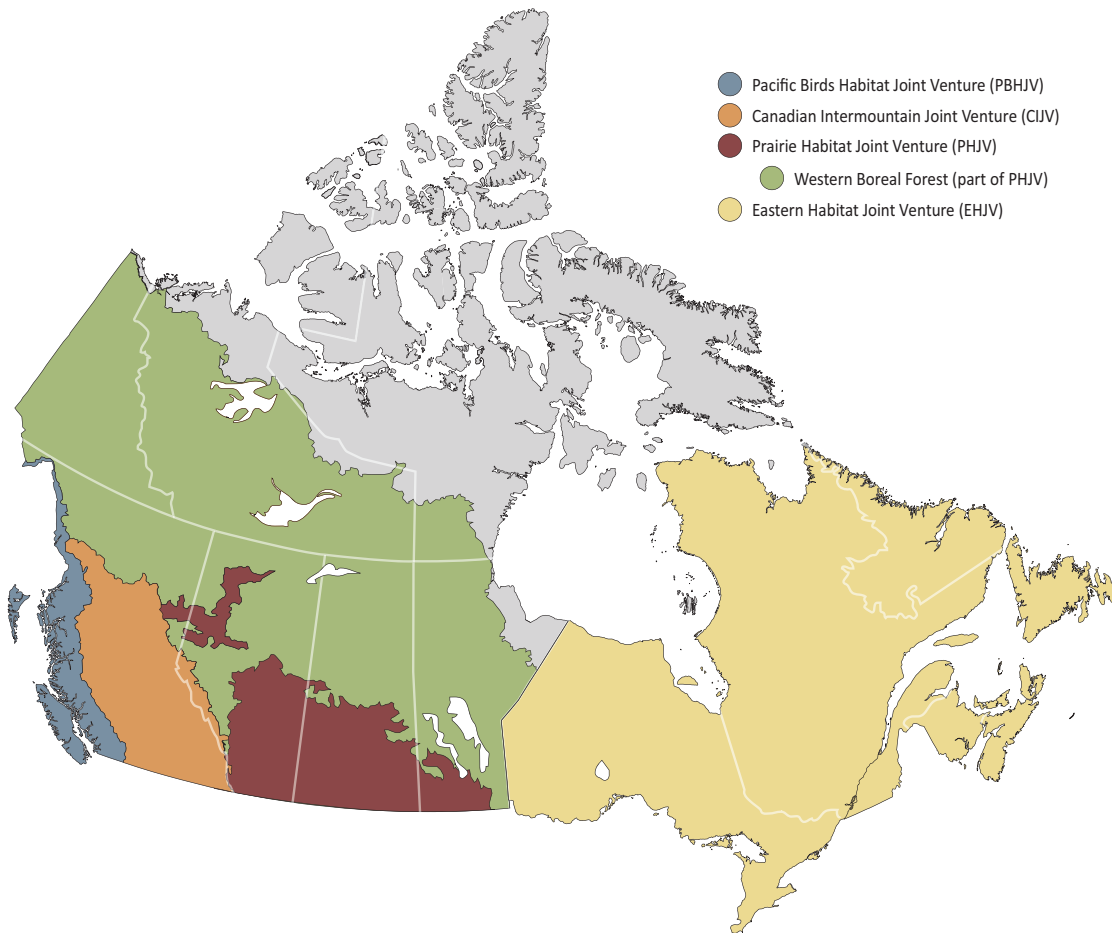 Pacific Birds Habitat Joint Venture (PBHJV)
Canadian Intermountain Joint Venture (CIJV)
Prairie Habitat Joint Venture (PHJV)
Western Boreal Forest (part of PHJV)
Eastern Habitat Joint Venture (EHJV)